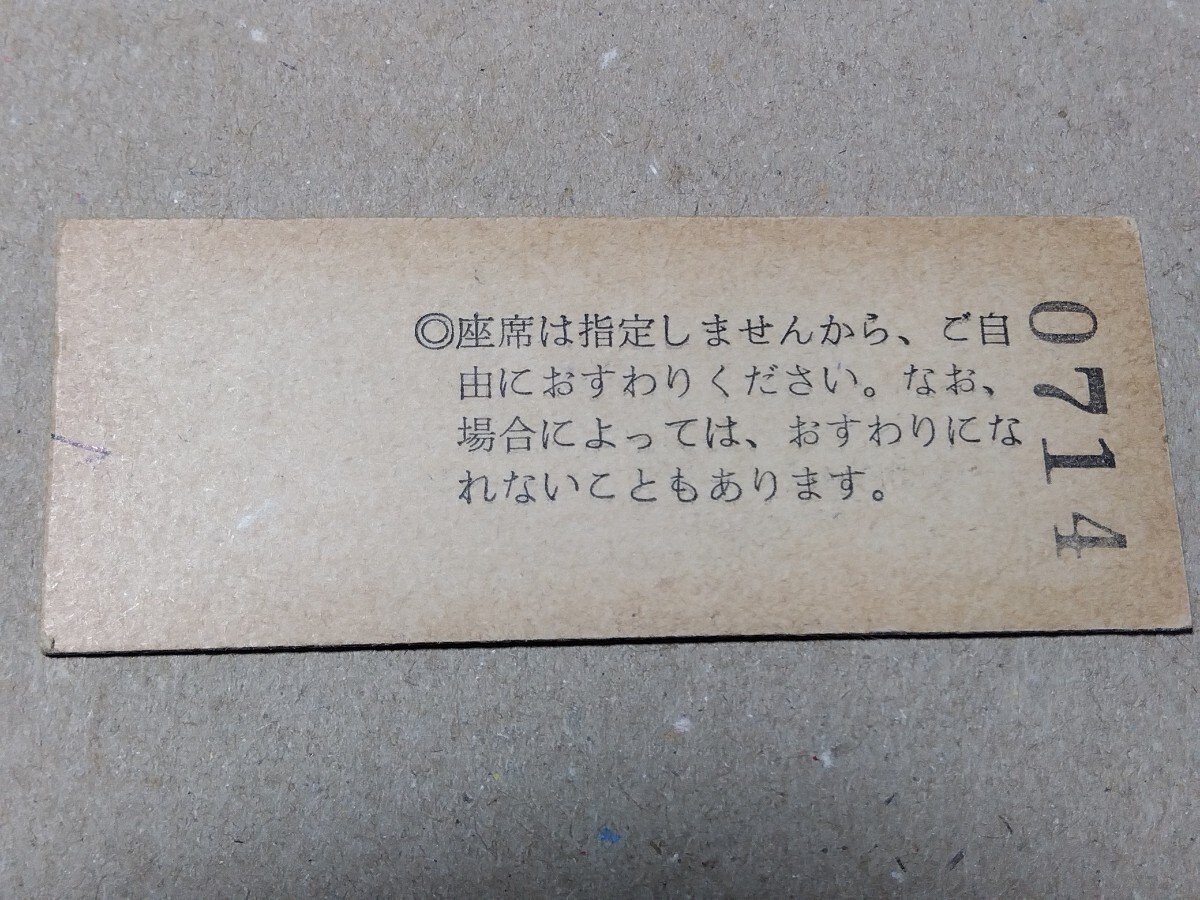 ◎座席は指定しませんから、ご自
由におすわりください。なお、
場合によっては、おすわりにな
れないこともあります。
0714